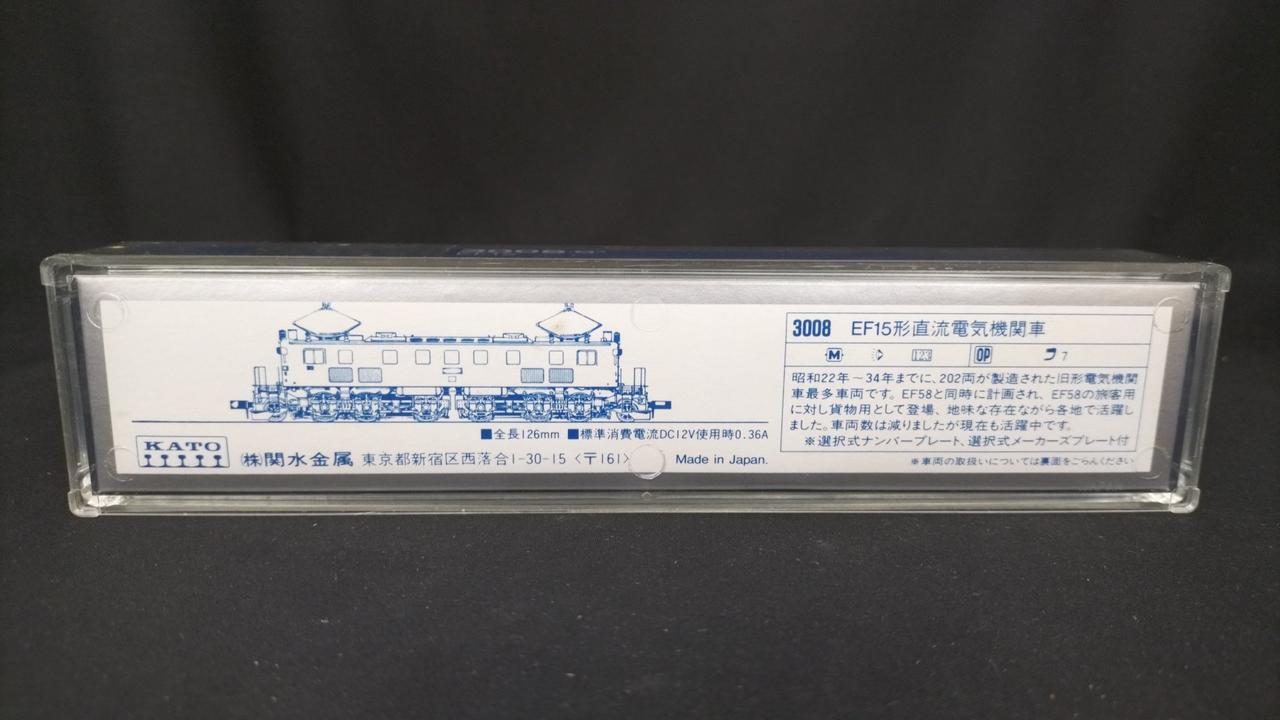 3008 EF15形直流電気機関車
M 123 OP 7
昭和22年～34年までに、202両が製造された旧形電気機関
車最多車両です。EF58と同時に計画され、EF58の旅客用
に対し貨物用として登場、地味な存在ながら各地で活躍し
ました。車両数は減りましたが現在も活躍中です。
※選択式ナンバープレート、選択式メーカーズプレート付
※車両の取扱いについては裏面をごらんください
■全長126mm ■標準消費電流DC12V使用時0.36A
KATO
(株)関水金属 東京都新宿区西落合1-30-15〈〒161〉 Made in Japan.